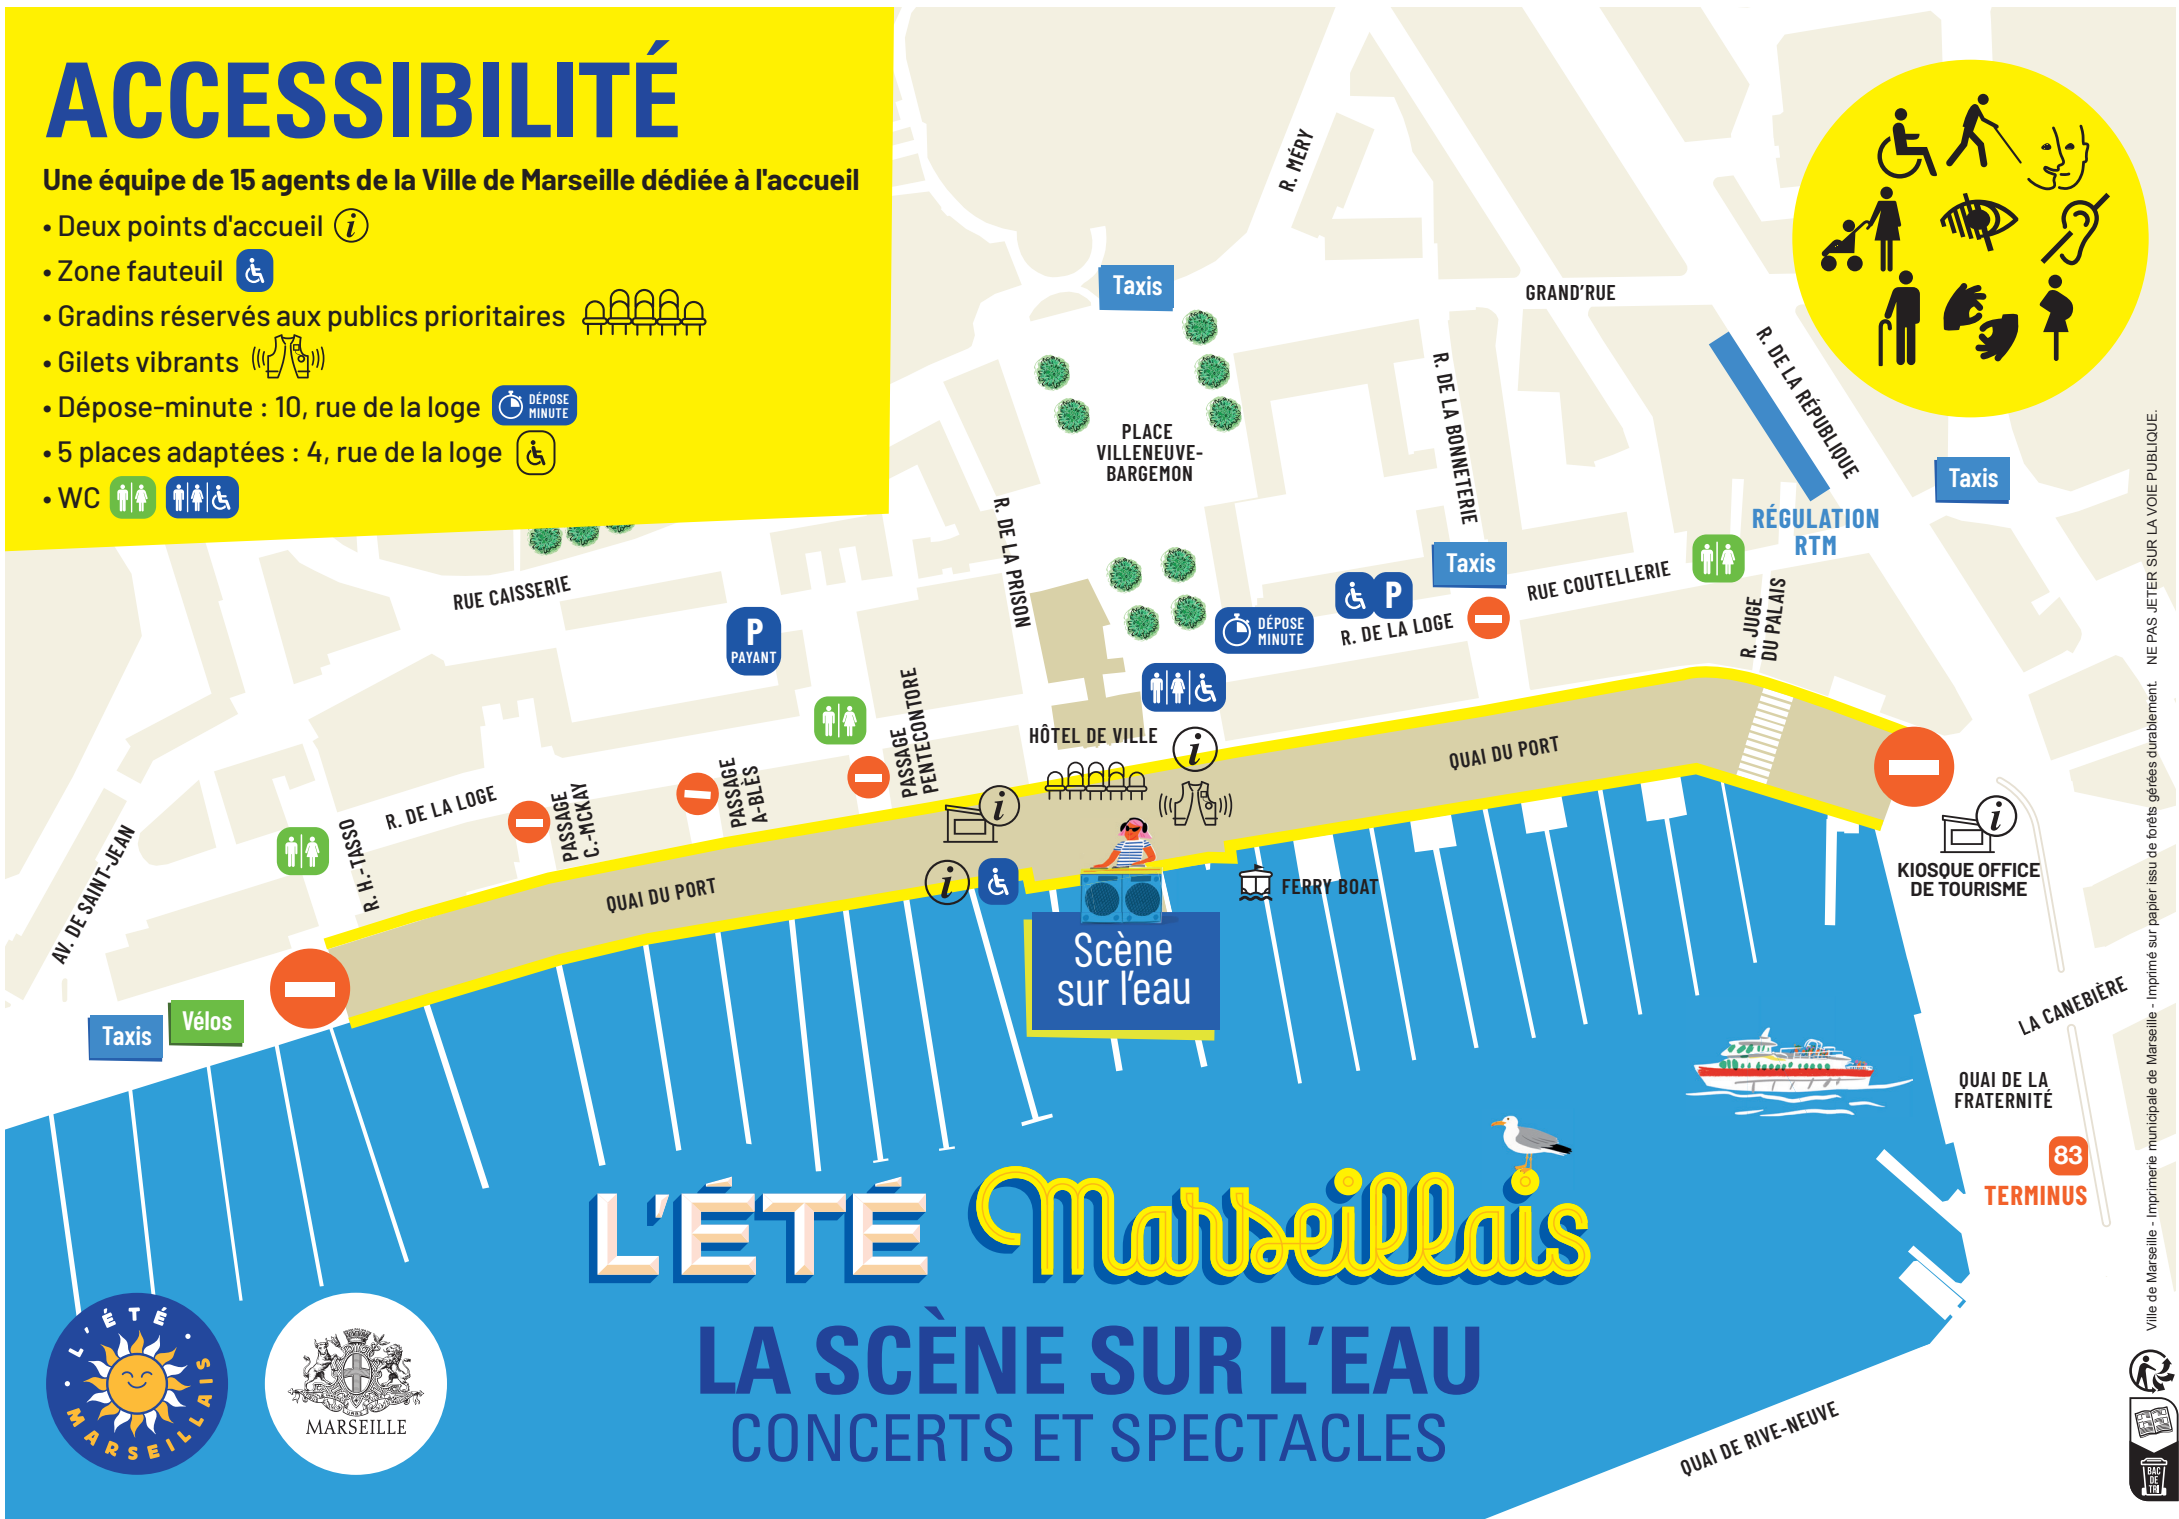 ACCESSIBILITÉ
Une équipe de 15 agents de la Ville de Marseille dédiée à l'accueil
• Deux points d'accueil i
• Zone fauteuil
• Gradins réservés aux publics prioritaires
• Gilets vibrants
• Dépose-minute : 10, rue de la loge DÉPOSE
MINUTE
• 5 places adaptées : 4, rue de la loge
• WC
R. MÉRY
Taxis
GRAND'RUE
R. DE LA RÉPUBLIQUE
R. DE LA BONNETERIE
PLACE
VILLENEUVE-
BARGEMON
Taxis
RÉGULATION
RTM
R. DE LA PRISON
Taxis
RUE CAISSERIE
RUE COUTELLERIE
P
PAYANT
P
DÉPOSE
MINUTE
R. DE LA LOGE
R. JUGE
DU PALAIS
PASSAGE
PENTECONTORE
HÔTEL DE VILLE
i
QUAI DU PORT
PASSAGE
A-BLÈS
R. DE LA LOGE
PASSAGE
C.-MCKAY
i
R. H.-TASSO
AV. DE SAINT-JEAN
QUAI DU PORT
i
FERRY BOAT
i
KIOSQUE OFFICE
DE TOURISME
Scène
sur l'eau
Taxis
Vélos
LA CANEBIÈRE
QUAI DE LA
FRATERNITÉ
83
TERMINUS
L'ÉTÉ Marseillais
LA SCÈNE SUR L'EAU
CONCERTS ET SPECTACLES
L'ÉTÉ
MARSEILLAIS
MARSEILLE
QUAI DE RIVE-NEUVE
Ville de Marseille - Imprimerie municipale de Marseille - Imprimé sur papier issu de forêts gérées durablement. NE PAS JETER SUR LA VOIE PUBLIQUE.
BAC
DE
TRI